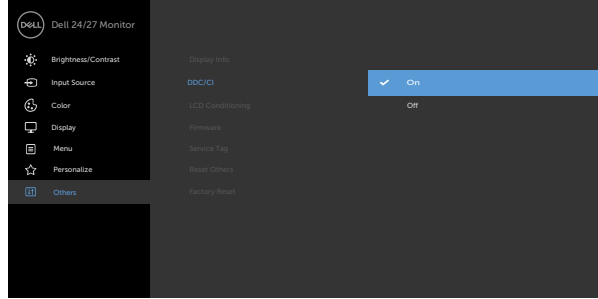 DELL Dell 24/27 Monitor
Brightness/Contrast
Input Source
Color
Display
Menu
Personalize
Others
Display Info
DDC/CI
LCD Conditioning
Firmware
Service Tag
Reset Others
Factory Reset
On
Off